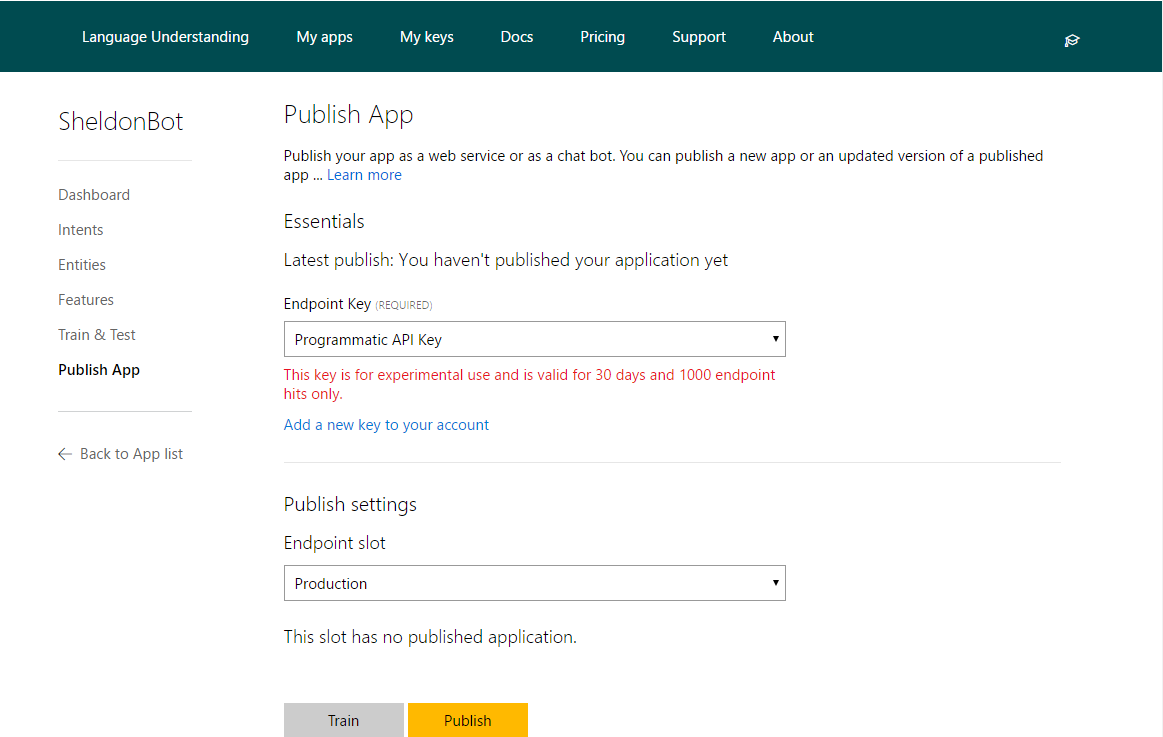 Language Understanding My apps My keys Docs Pricing Support About
SheldonBot
Dashboard
Intents
Entities
Features
Train & Test
Publish App
Back to App list
Publish App
Publish your app as a web service or as a chat bot. You can publish a new app or an updated version of a published
app ... Learn more
Essentials
Latest publish: You haven't published your application yet
Endpoint Key (REQUIRED)
Programmatic API Key
This key is for experimental use and is valid for 30 days and 1000 endpoint
hits only.
Add a new key to your account
Publish settings
Endpoint slot
Production
This slot has no published application.
Train Publish